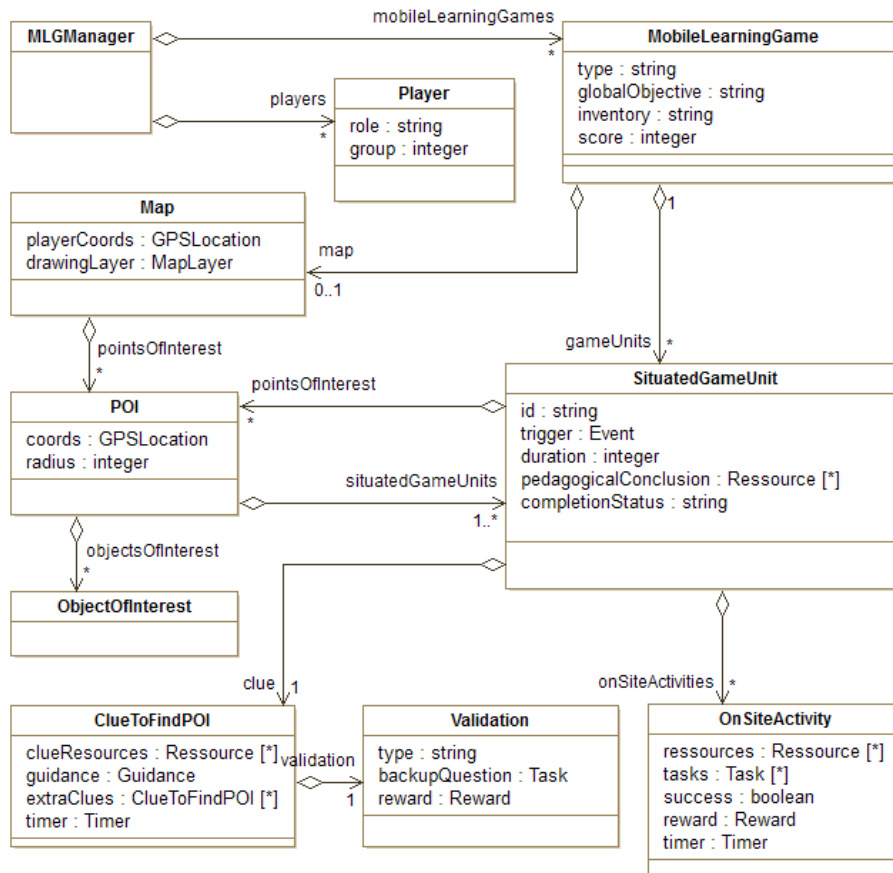 mobileLearningGames
MLGManager
*
MobileLearningGame
type : string
globalObjective : string
inventory : string
score : integer
players
*
Player
role : string
group : integer
1
Map
playerCoords : GPSLocation
drawingLayer : MapLayer
map
0..1
pointsOfInterest
*
gameUnits
*
POI
coords : GPSLocation
radius : integer
pointsOfInterest
*
SituatedGameUnit
id : string
trigger : Event
duration : integer
pedagogicalConclusion : Ressource [*]
completionStatus : string
situatedGameUnits
1..*
objectsOfInterest
*
ObjectOfInterest
clue
1
onSiteActivities
*
ClueToFindPOI
clueResources : Ressource [*]
guidance : Guidance
extraClues : ClueToFindPOI [*]
timer : Timer
validation
1
Validation
type : string
backupQuestion : Task
reward : Reward
OnSiteActivity
ressources : Ressource [*]
tasks : Task [*]
success : boolean
reward : Reward
timer : Timer